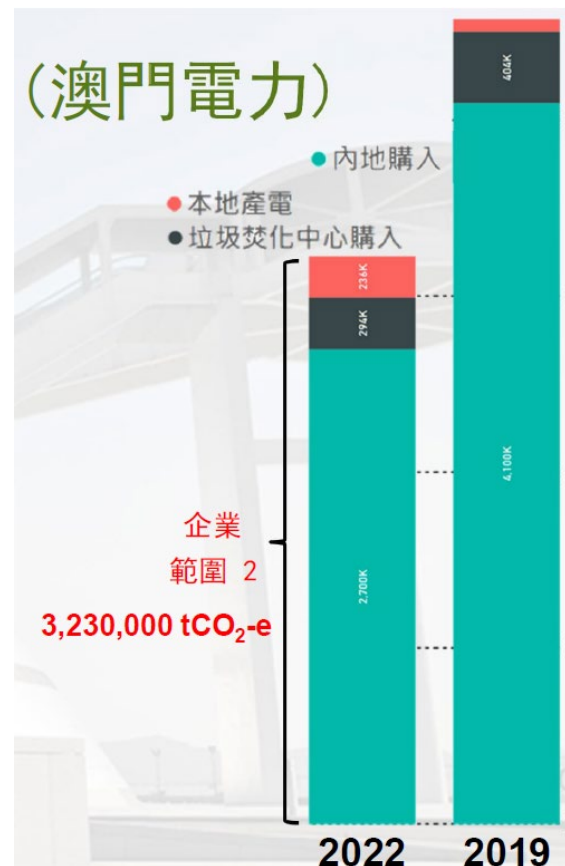 (澳門電力)
404K
●內地購入
●本地產電
●垃圾焚化中心購入
236K
294K
4,100K
企業
範圍 2
2,700K
3,230,000 tCO₂-e
2022 2019